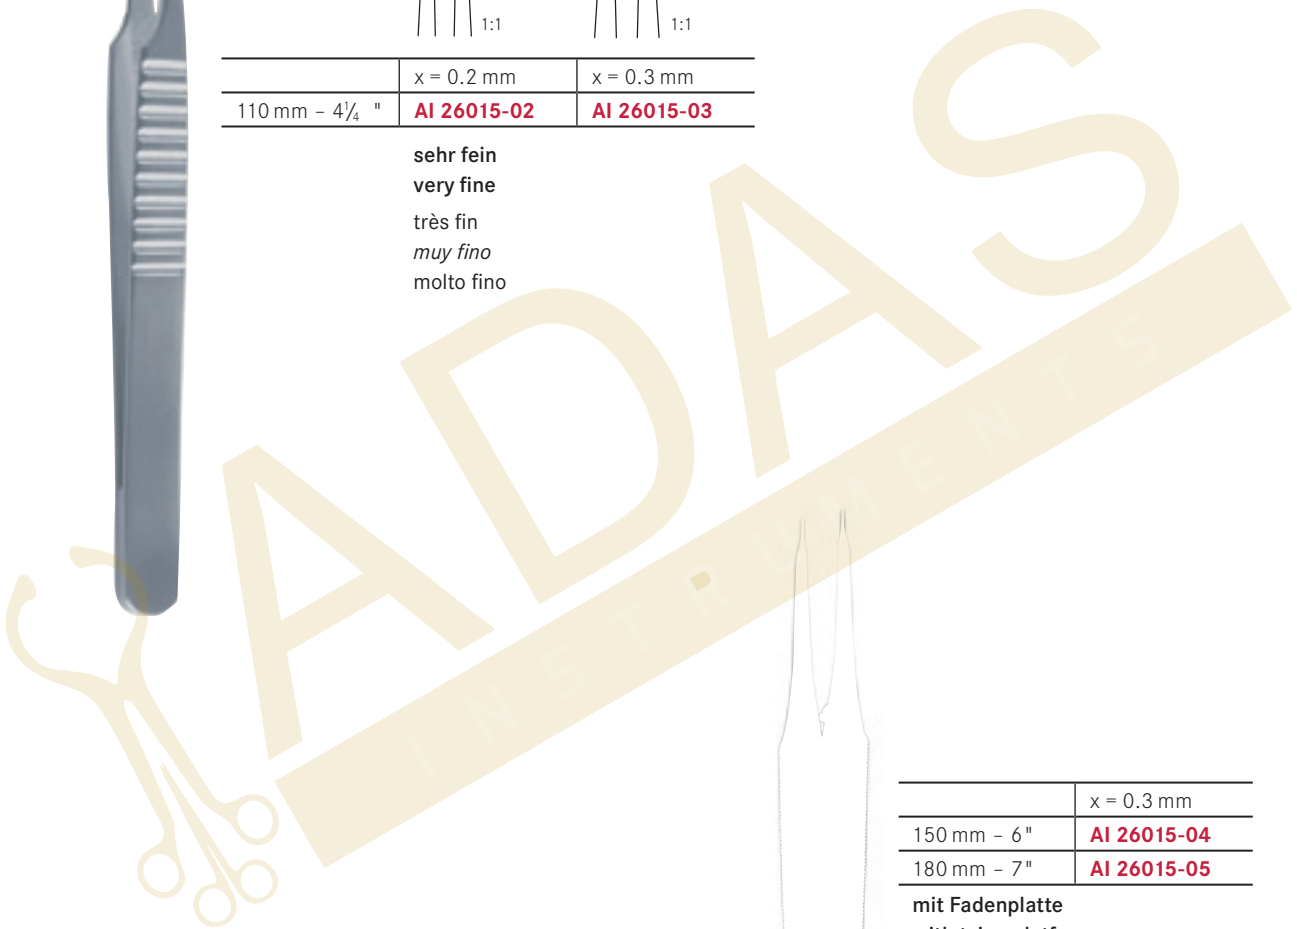 1:1 1:1
x = 0.2 mm x = 0.3 mm
110 mm – 4¼ " AI 26015-02 AI 26015-03
sehr fein
very fine
très fin
muy fino
molto fino
ADAS
INSTRUMENTS
x = 0.3 mm
150 mm – 6" AI 26015-04
180 mm – 7" AI 26015-05
mit Fadenplatte